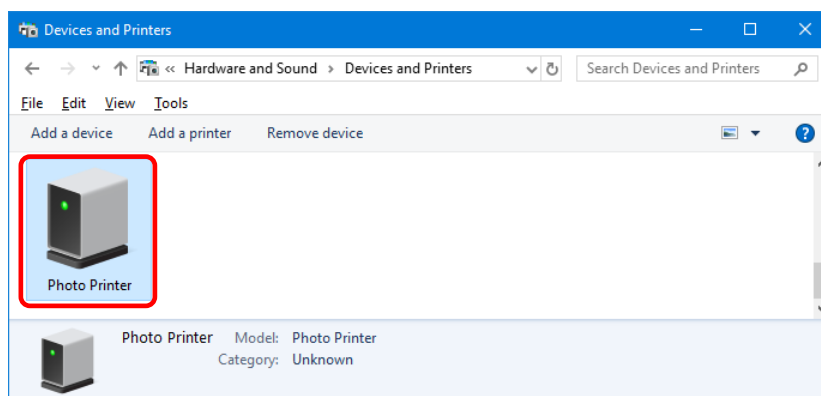 Devices and Printers
« Hardware and Sound › Devices and Printers Search Devices and Printers
File Edit View Tools
Add a device Add a printer Remove device ?
Photo Printer
Photo Printer Model: Photo Printer
Category: Unknown